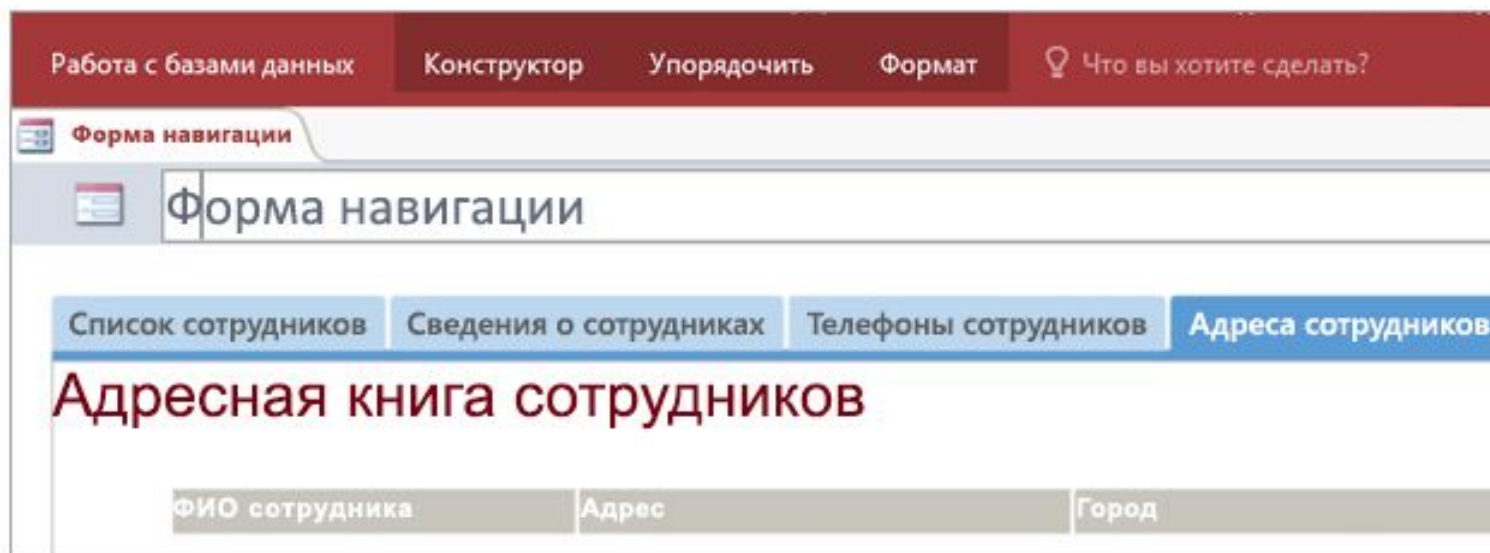 Работа с базами данных Конструктор Упорядочить Формат Что вы хотите сделать?
Форма навигации
Форма навигации
Список сотрудников Сведения о сотрудниках Телефоны сотрудников Адреса сотрудников
Адресная книга сотрудников
ФИО сотрудника Адрес Город